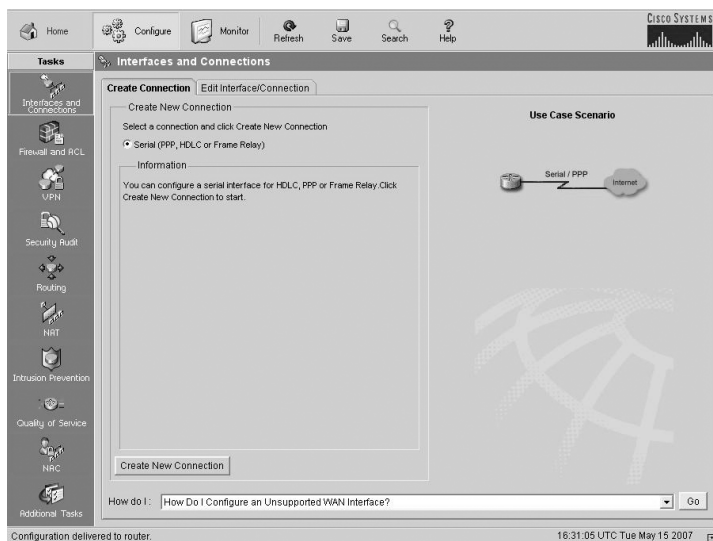 Home
Configure
Monitor
Refresh
Save
Search
Help
CISCO SYSTEMS
Tasks
Interfaces and Connections
Create Connection
Edit Interface/Connection
Interfaces and
Connections
Firewall and ACL
VPN
Security Audit
Routing
NAT
Intrusion Prevention
Quality of Service
NAC
Additional Tasks
Create New Connection
Select a connection and click Create New Connection
Serial (PPP, HDLC or Frame Relay)
Information
You can configure a serial interface for HDLC, PPP or Frame Relay.Click
Create New Connection to start.
Use Case Scenario
Serial / PPP
Internet
Create New Connection
How do I :
How Do I Configure an Unsupported WAN Interface?
Go
Configuration delivered to router.
16:31:05 UTC Tue May 15 2007